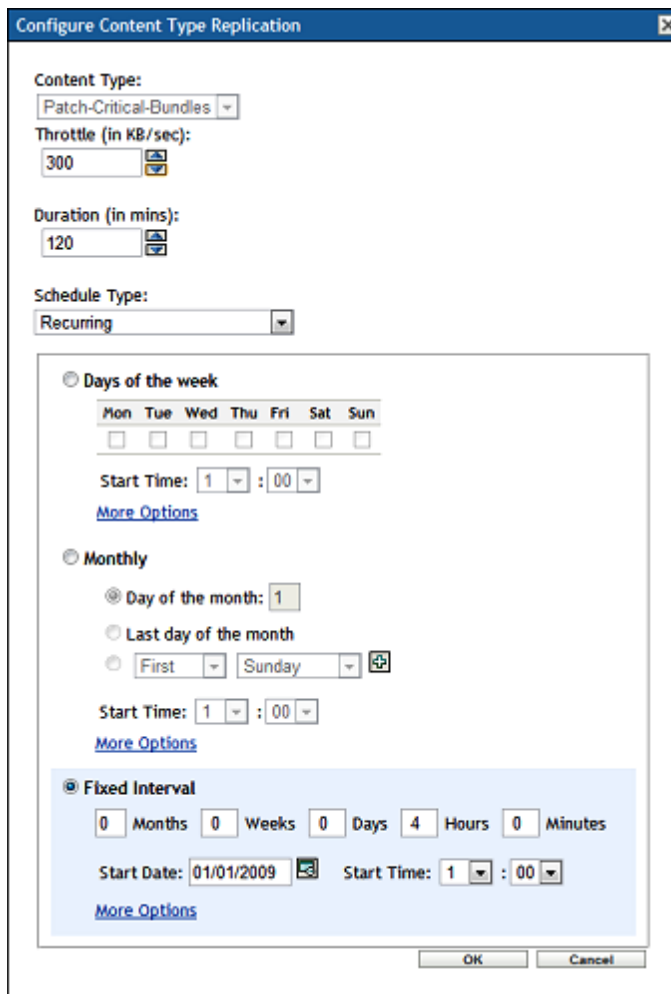 Configure Content Type Replication
Content Type:
Patch-Critical-Bundles
Throttle (in KB/sec):
300
Duration (in mins):
120
Schedule Type:
Recurring
Days of the week
Mon Tue Wed Thu Fri Sat Sun
Start Time: 1 : 00
More Options
Monthly
Day of the month: 1
Last day of the month
First Sunday
Start Time: 1 : 00
More Options
Fixed Interval
0 Months 0 Weeks 0 Days 4 Hours 0 Minutes
Start Date: 01/01/2009 Start Time: 1 : 00
More Options
OK Cancel